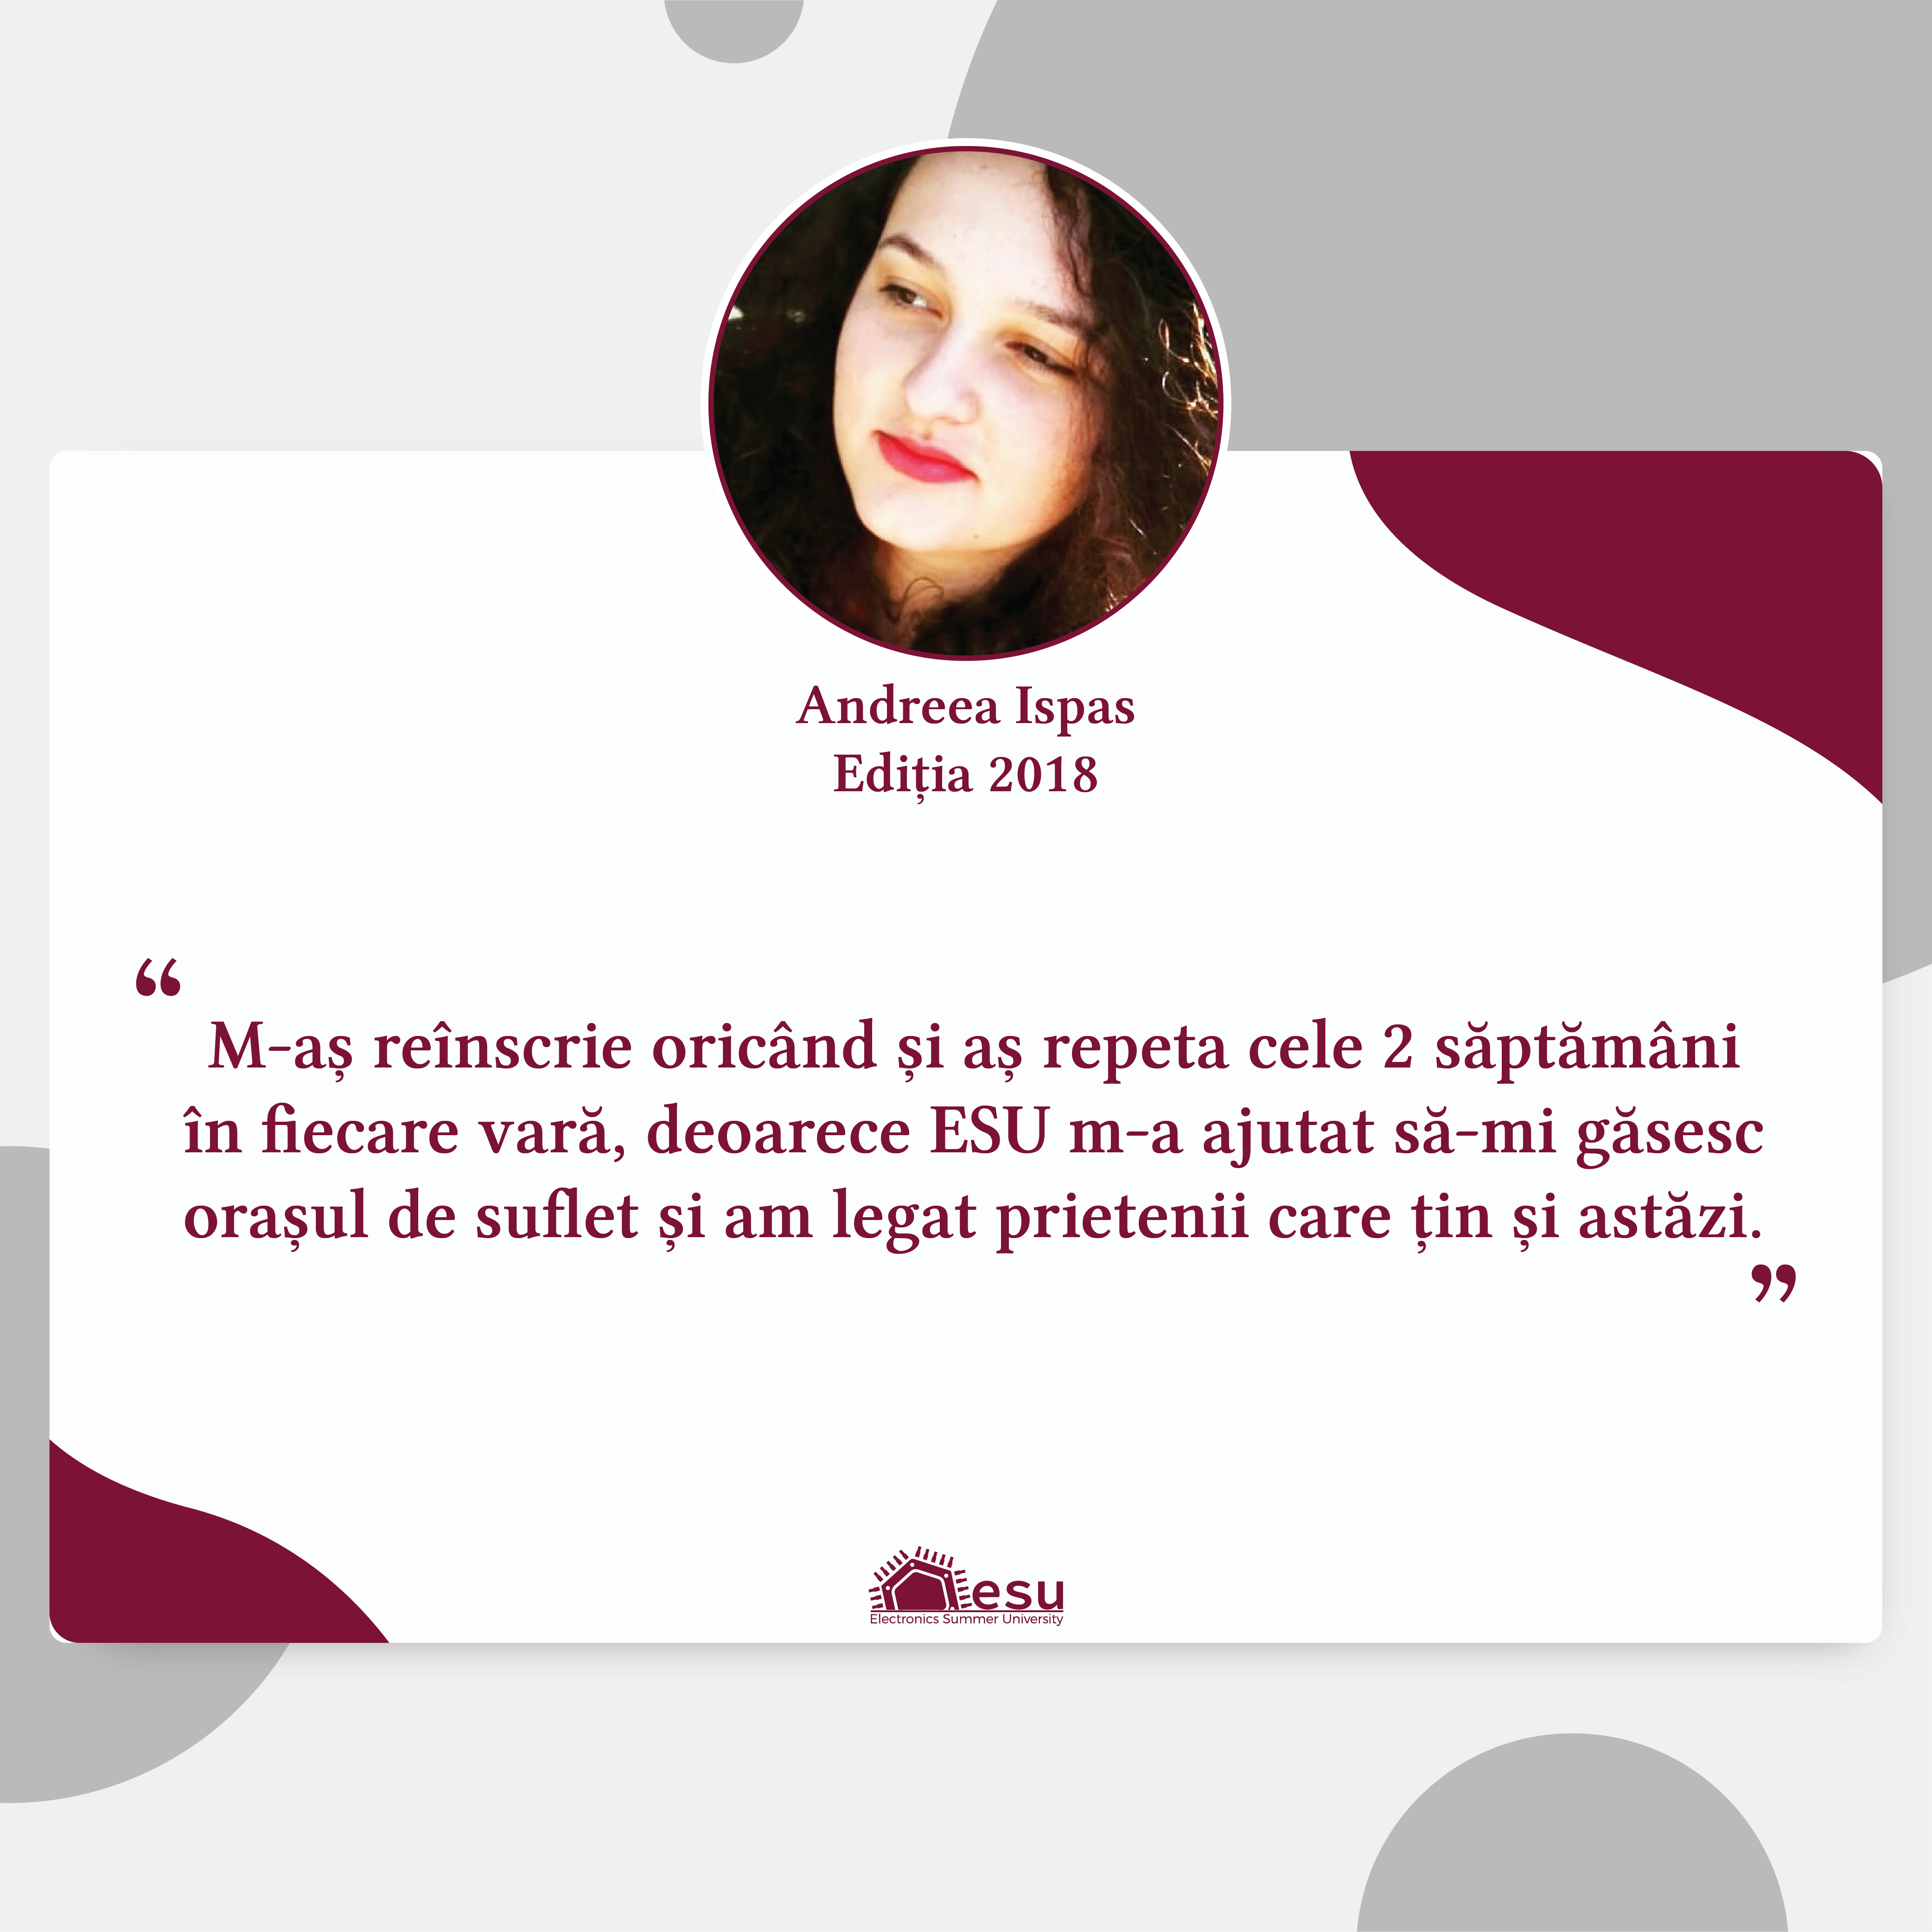 Andreea Ispas
Ediția 2018
“
M-aș reînscrie oricând și aș repeta cele 2 săptămâni
în fiecare vară, deoarece ESU m-a ajutat să-mi găsesc
orașul de suflet și am legat prietenii care țin și astăzi.
”
esu
Electronics Summer University